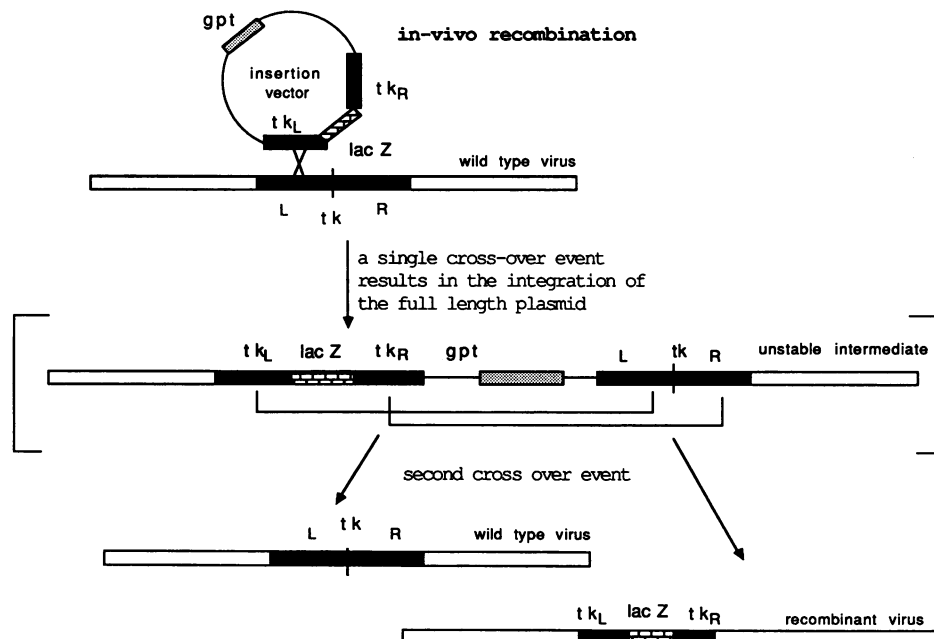 gpt
in-vivo recombination
insertion
vector
tkR
tkL
lac Z
wild type virus
L tk R
a single cross-over event
results in the integration of
the full length plasmid
tkL lac Z tkR gpt L tk R unstable intermediate
second cross over event
L tk R wild type virus
tkL lac Z tkR recombinant virus